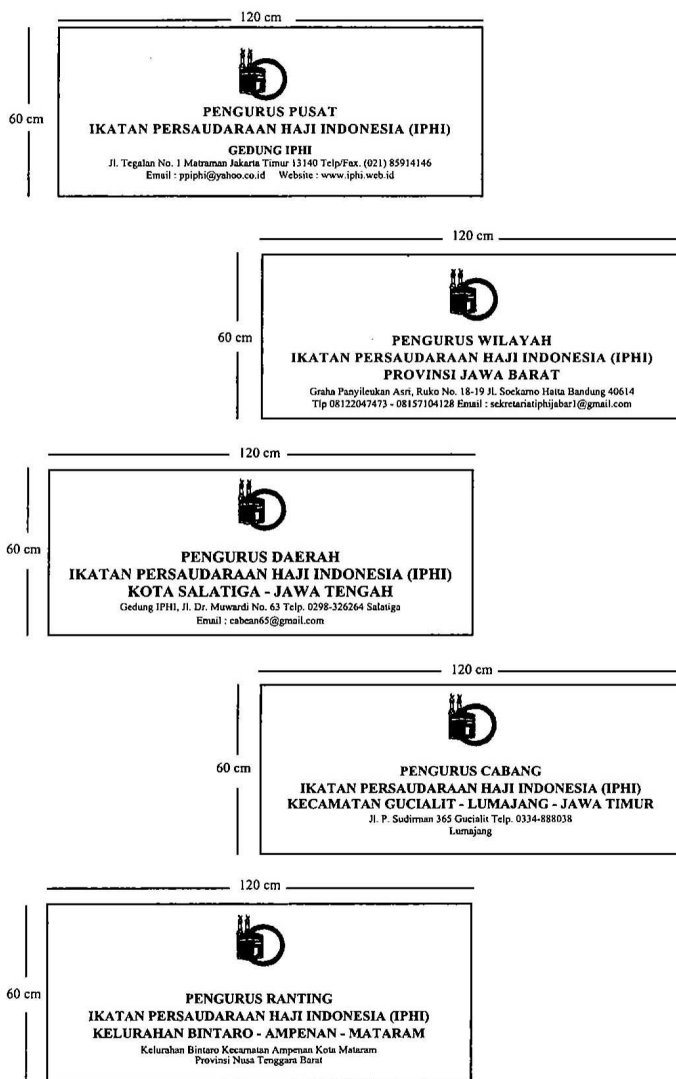 120 cm
60 cm
PENGURUS PUSAT
IKATAN PERSAUDARAAN HAJI INDONESIA (IPHI)
GEDUNG IPHI
Jl. Tegalan No. 1 Matraman Jakarta Timur 13140 Telp/Fax. (021) 85914146
Email : ppiphi@yahoo.co.id Website : www.iphi.web.id
120 cm
60 cm
PENGURUS WILAYAH
IKATAN PERSAUDARAAN HAJI INDONESIA (IPHI)
PROVINSI JAWA BARAT
Graha Panyileukan Asri, Ruko No. 18-19 Jl. Soekarno Hatta Bandung 40614
Tlp 08122047473 - 08157104128 Email : sekretariatiphijabar1@gmail.com
120 cm
60 cm
PENGURUS DAERAH
IKATAN PERSAUDARAAN HAJI INDONESIA (IPHI)
KOTA SALATIGA - JAWA TENGAH
Gedung IPHI, Jl. Dr. Muwardi No. 63 Telp. 0298-326264 Salatiga
Email : cabean65@gmail.com
120 cm
60 cm
PENGURUS CABANG
IKATAN PERSAUDARAAN HAJI INDONESIA (IPHI)
KECAMATAN GUCIALIT - LUMAJANG - JAWA TIMUR
Jl. P. Sudirman 365 Gucialit Telp. 0334-888038
Lumajang
120 cm
60 cm
PENGURUS RANTING
IKATAN PERSAUDARAAN HAJI INDONESIA (IPHI)
KELURAHAN BINTARO - AMPENAN - MATARAM
Kelurahan Bintaro Kecamatan Ampenan Kota Mataram
Provinsi Nusa Tenggara Barat